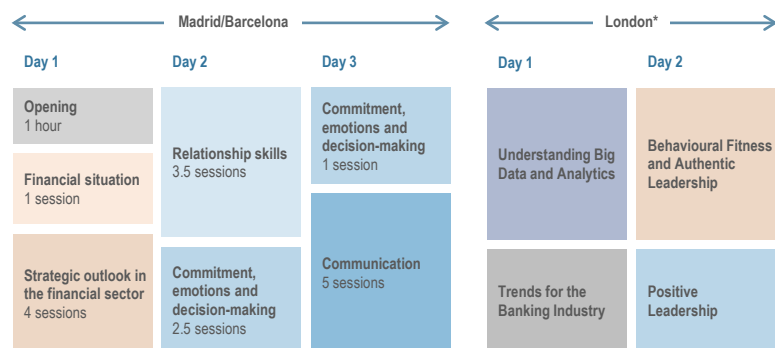 Madrid/Barcelona
London*
Day 1
Day 2
Day 3
Day 1
Day 2
Opening
1 hour
Financial situation
1 session
Strategic outlook in
the financial sector
4 sessions
Relationship skills
3.5 sessions
Commitment,
emotions and
decision-making
2.5 sessions
Commitment,
emotions and
decision-making
1 session
Communication
5 sessions
Understanding Big
Data and Analytics
Trends for the
Banking Industry
Behavioural Fitness
and Authentic
Leadership
Positive
Leadership